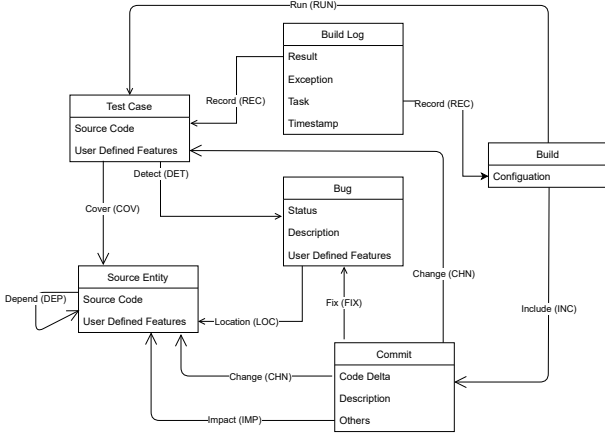 Run (RUN)
Build Log
Result
Exception
Task
Timestamp
Record (REC)
Record (REC)
Test Case
Source Code
User Defined Features
Build
Configuation
Detect (DET)
Cover (COV)
Bug
Status
Description
User Defined Features
Change (CHN)
Source Entity
Source Code
User Defined Features
Depend (DEP)
Location (LOC)
Fix (FIX)
Include (INC)
Commit
Code Delta
Description
Others
Change (CHN)
Impact (IMP)